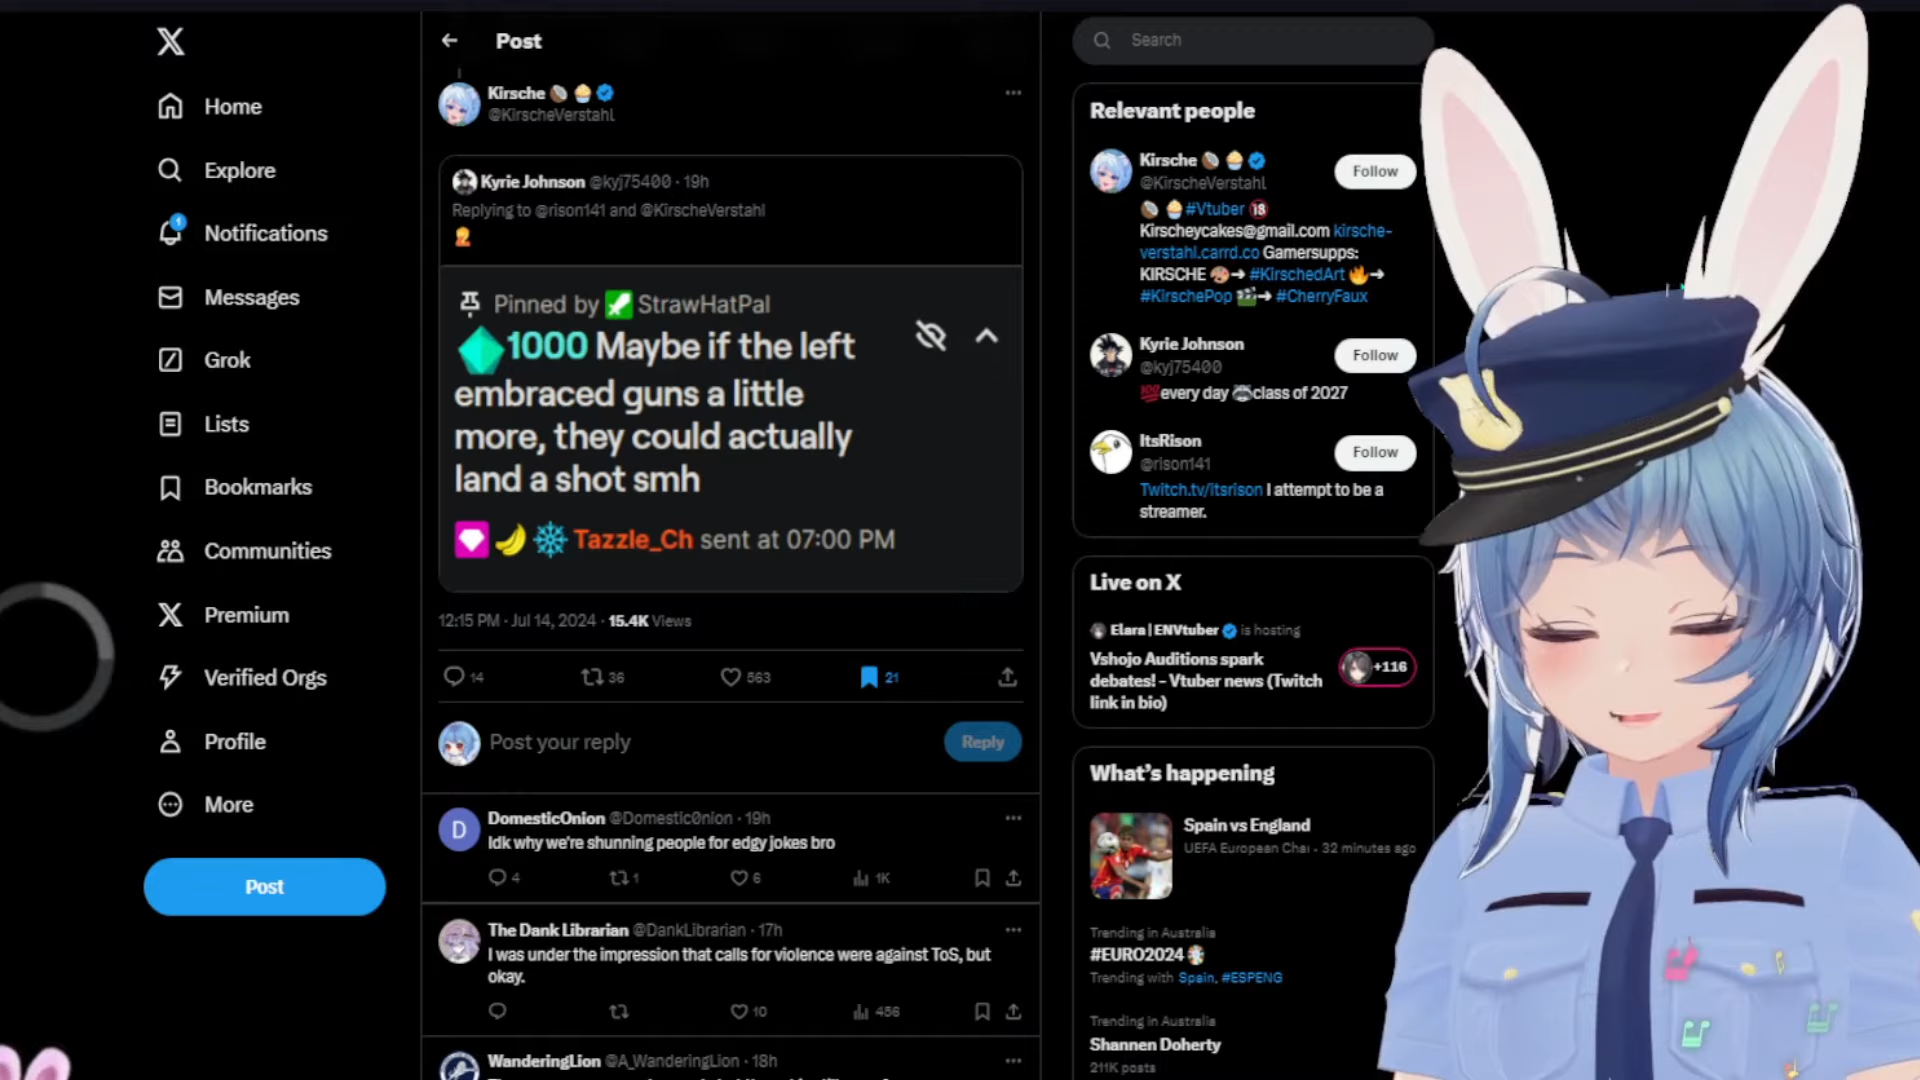 Home
Explore
1
Notifications
Messages
Grok
Lists
Bookmarks
Communities
Premium
Verified Orgs
Profile
More
Post
Post
Kirsche
@KirscheVerstahl
Kyrie Johnson @kyj75400 · 19h
Replying to @rison141 and @KirscheVerstahl
Pinned by StrawHatPal
1000 Maybe if the left
embraced guns a little
more, they could actually
land a shot smh
Tazzle_Ch sent at 07:00 PM
12:15 PM · Jul 14, 2024 · 15.4K Views
14 36 563 21
Post your reply
Reply
D
DomesticOnion @Domestic0nion · 19h
Idk why we're shunning people for edgy jokes bro
4 1 6 1K
The Dank Librarian @DankLibrarian · 17h
I was under the impression that calls for violence were against ToS, but
okay.
10 456
WanderingLion @A_WanderingLion · 18h
Search
Relevant people
Kirsche
@KirscheVerstahl
Follow
#Vtuber 🔞
Kirscheycakes@gmail.com kirsche-
verstahl.carrd.co Gamersupps:
KIRSCHE 🎨➔ #KirschedArt 🔥➔
#KirschePop 🎬➔ #CherryFaux
Kyrie Johnson
@kyj75400
Follow
💯every day 🦝class of 2027
ItsRison
@rison141
Follow
Twitch.tv/itsrison I attempt to be a
streamer.
Live on X
Elara | ENVtuber is hosting
Vshojo Auditions spark
debates! - Vtuber news (Twitch
link in bio)
+116
What's happening
Spain vs England
UEFA European Cha · 32 minutes ago
Trending in Australia
#EURO2024
Trending with Spain, #ESPENG
Trending in Australia
Shannen Doherty
211K posts